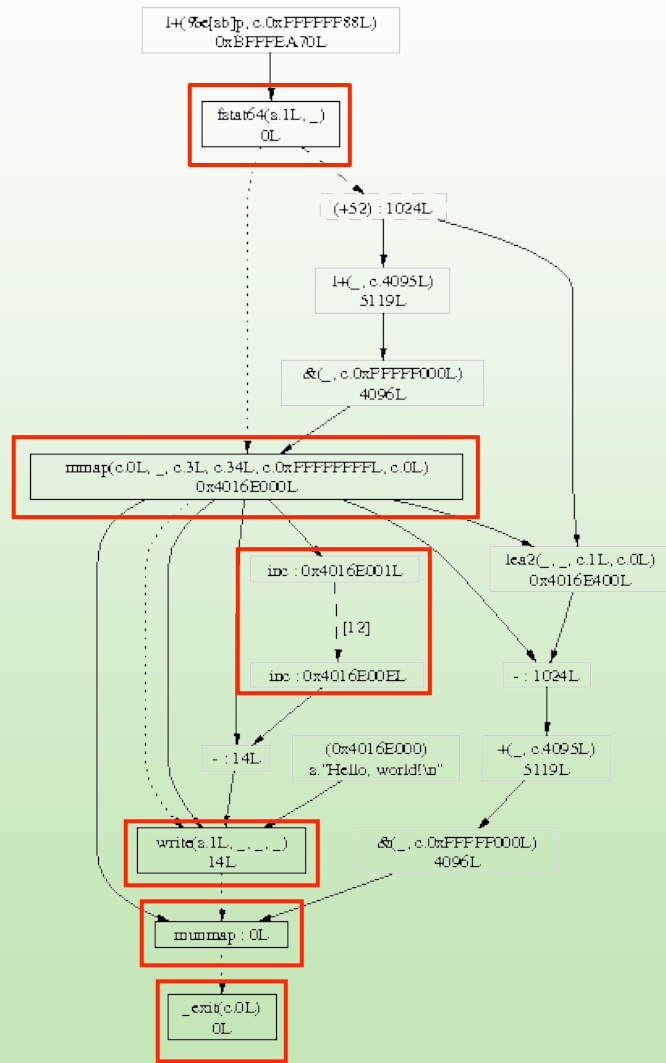 l+(%e[sb]p, c.0xFFFFFF88L)
0xBFFFEA70L
fstat64(s.1L, _)
0L
(+52) : 1024L
l+(_, c.4095L)
5119L
&(_, c.0xFFFFF000L)
4096L
mmap(c.0L, _, c.3L, c.34L, c.0xFFFFFFFFL, c.0L)
0x4016E000L
inc : 0x4016E001L
lea2(_, _, c.1L, c.0L)
0x4016E400L
[12]
inc : 0x4016E00EL
- : 1024L
- : 14L
(0x4016E000)
s."Hello, world!\n"
+(_, c.4095L)
5119L
write(s.1L, _, _, _)
14L
&(_, c.0xFFFFF000L)
4096L
munmap : 0L
_exit(c.0L)
0L